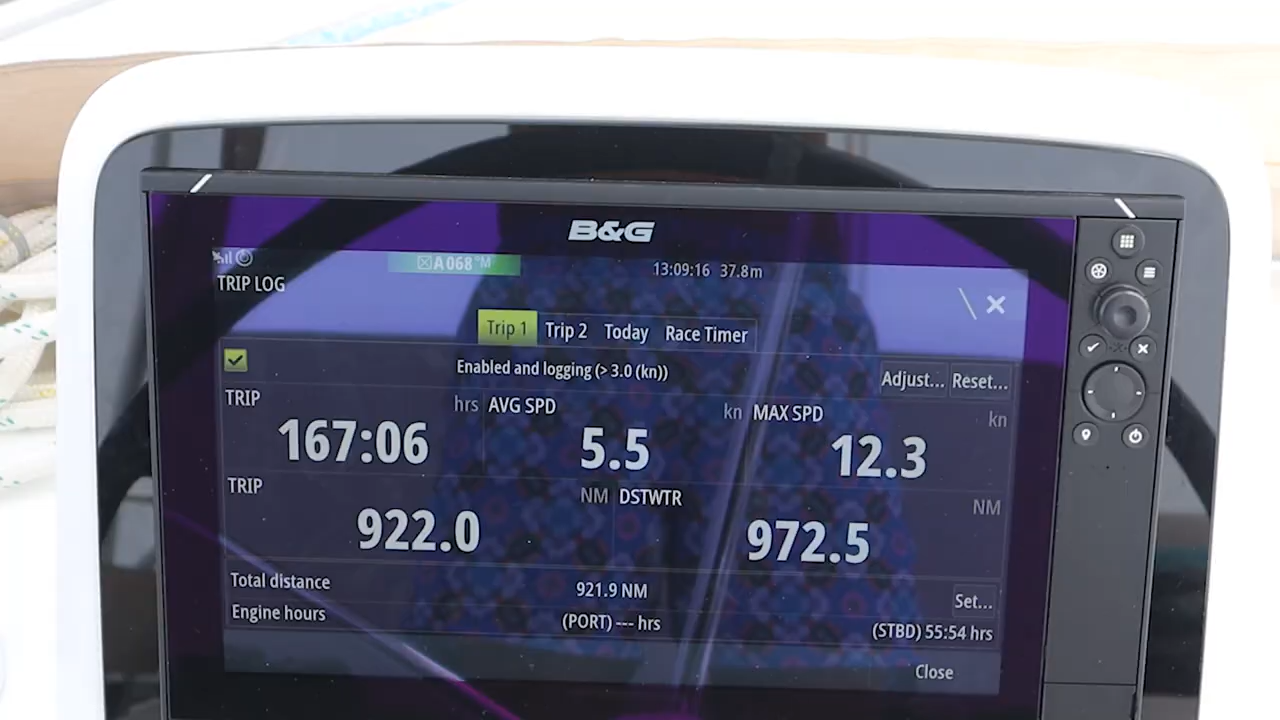 B&G
A 068 °M
13:09:16 37.8m
TRIP LOG
Trip 1 Trip 2 Today Race Timer
Enabled and logging (> 3.0 (kn))
Adjust... Reset...
TRIP hrs AVG SPD kn MAX SPD kn
167:06 5.5 12.3
TRIP NM DSTWTR NM
922.0 972.5
Total distance 921.9 NM Set...
Engine hours (PORT) --- hrs (STBD) 55:54 hrs
Close